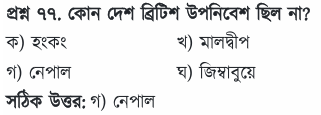 প্রশ্ন ৭৭. কোন দেশ ব্রিটিশ উপনিবেশ ছিল না?
ক) হংকং খ) মালদ্বীপ
গ) নেপাল ঘ) জিম্বাবুয়ে
সঠিক উত্তর: গ) নেপাল